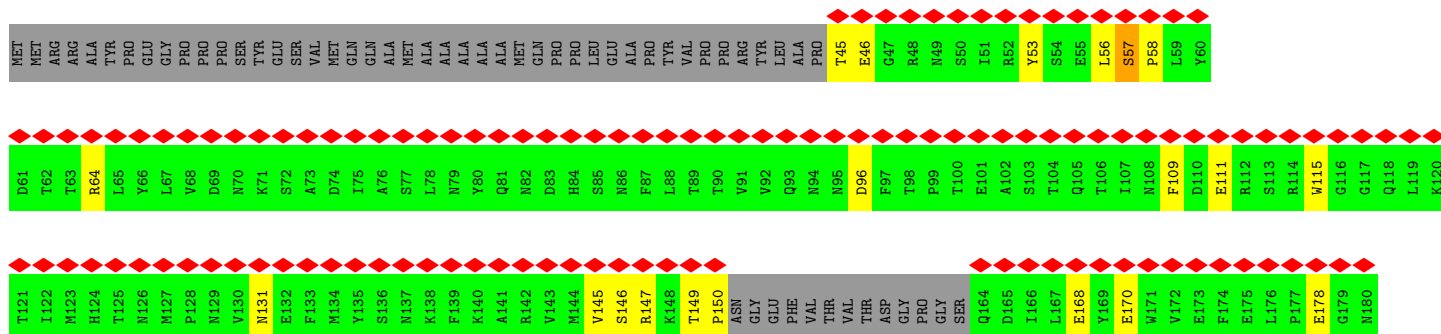 MET MET ARG ARG ALA TYR PRO GLU GLY PRO PRO PRO SER TYR GLU SER VAL MET GLN GLN ALA MET ALA ALA ALA ALA ALA MET GLN PRO PRO LEU GLU ALA PRO TYR VAL PRO PRO ARG TYR LEU ALA PRO T45 E46 G47 R48 N49 S50 I51 R52 Y53 S54 E55 L56 S57 P58 L59 Y60
D61 T62 T63 R64 L65 Y66 L67 V68 D69 N70 K71 S72 A73 D74 I75 A76 S77 L78 N79 Y80 Q81 N82 D83 H84 S85 N86 F87 L88 T89 T90 V91 V92 Q93 N94 N95 D96 F97 T98 P99 T100 E101 A102 S103 T104 Q105 T106 I107 N108 F109 D110 E111 R112 S113 R114 W115 G116 G117 Q118 L119 K120
T121 I122 M123 H124 T125 N126 M127 P128 N129 V130 N131 E132 F133 M134 Y135 S136 N137 K138 F139 K140 A141 R142 V143 M144 V145 S146 R147 K148 T149 P150 ASN GLY GLU PHE VAL THR VAL THR ASP GLY PRO GLY SER Q164 D165 I166 L167 E168 Y169 E170 W171 V172 E173 F174 E175 L176 P177 E178 G179 N180